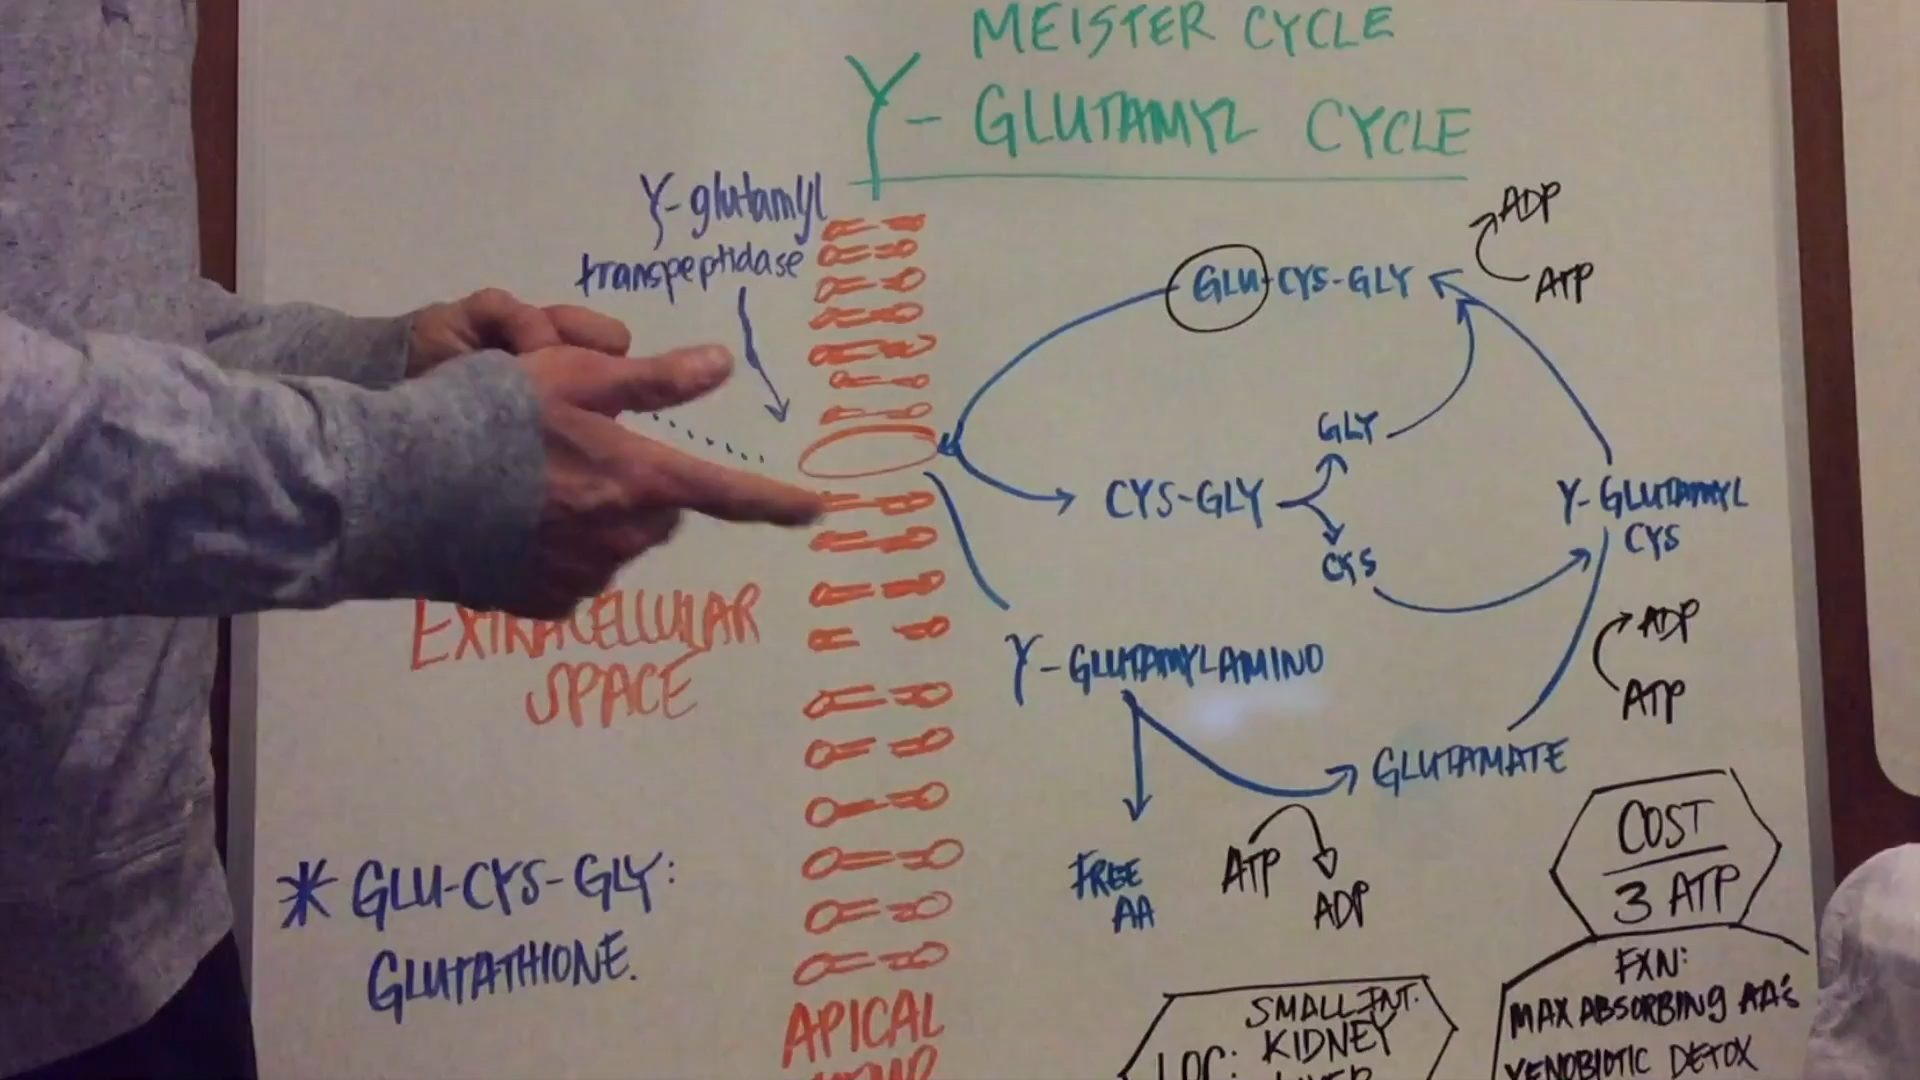 MEISTER CYCLE
γ- GLUTAMYL CYCLE
γ-glutamyl
transpeptidase
ADP
ATP
GLU-CYS-GLY
GLY
CYS-GLY
CYS
γ-GLUTAMYL
CYS
ADP
ATP
EXTRACELLULAR
SPACE
γ-GLUTAMYLAMINO
GLUTAMATE
FREE
AA
ATP
ADP
COST
3 ATP
* GLU-CYS-GLY:
GLUTATHIONE.
FXN:
MAX ABSORBING AA's
XENOBIOTIC DETOX
APICAL
SMALL INT.
LOC: KIDNEY
LIVER